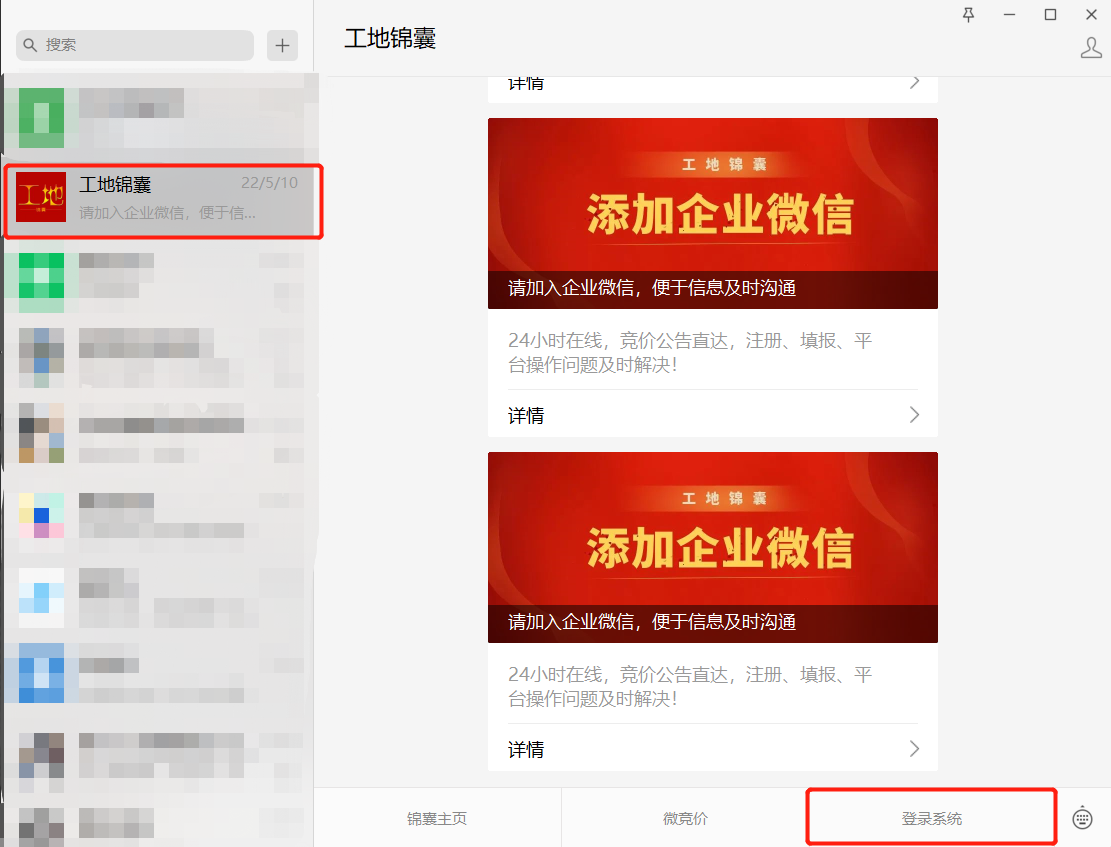 搜索
工地锦囊
工地
工地锦囊
22/5/10
请加入企业微信，便于信...
详情
工地锦囊
添加企业微信
请加入企业微信，便于信息及时沟通
24小时在线，竞价公告直达，注册、填报、平
台操作问题及时解决！
详情
工地锦囊
添加企业微信
请加入企业微信，便于信息及时沟通
24小时在线，竞价公告直达，注册、填报、平
台操作问题及时解决！
详情
锦囊主页
微竞价
登录系统